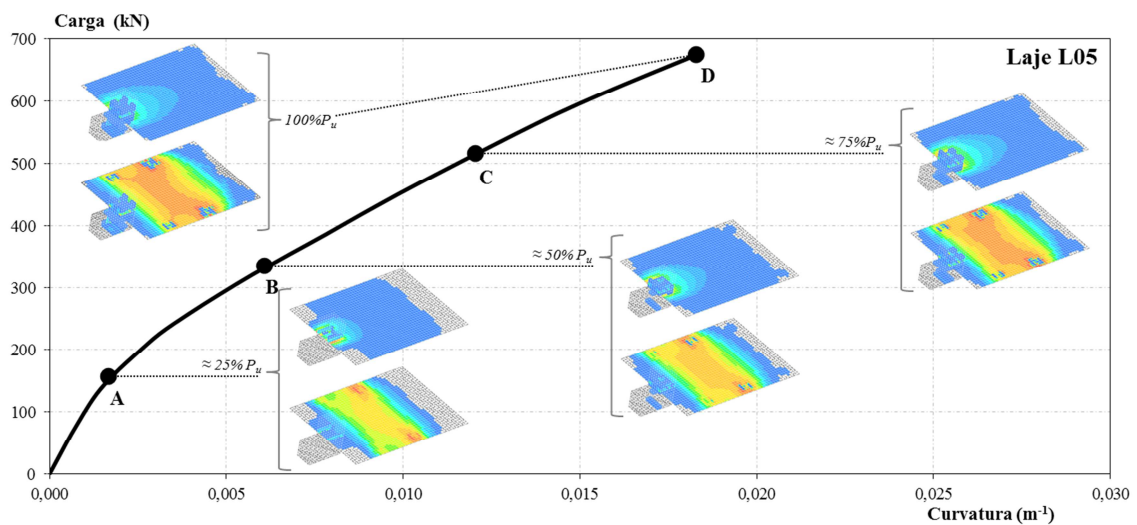 Carga (kN)
700
600
500
400
300
200
100
0
Laje L05
D
100%Pu
C
≈ 75%Pu
B
≈ 50% Pu
A
≈ 25% Pu
0,000
0,005
0,010
0,015
0,020
0,025
0,030
Curvatura (m-1)